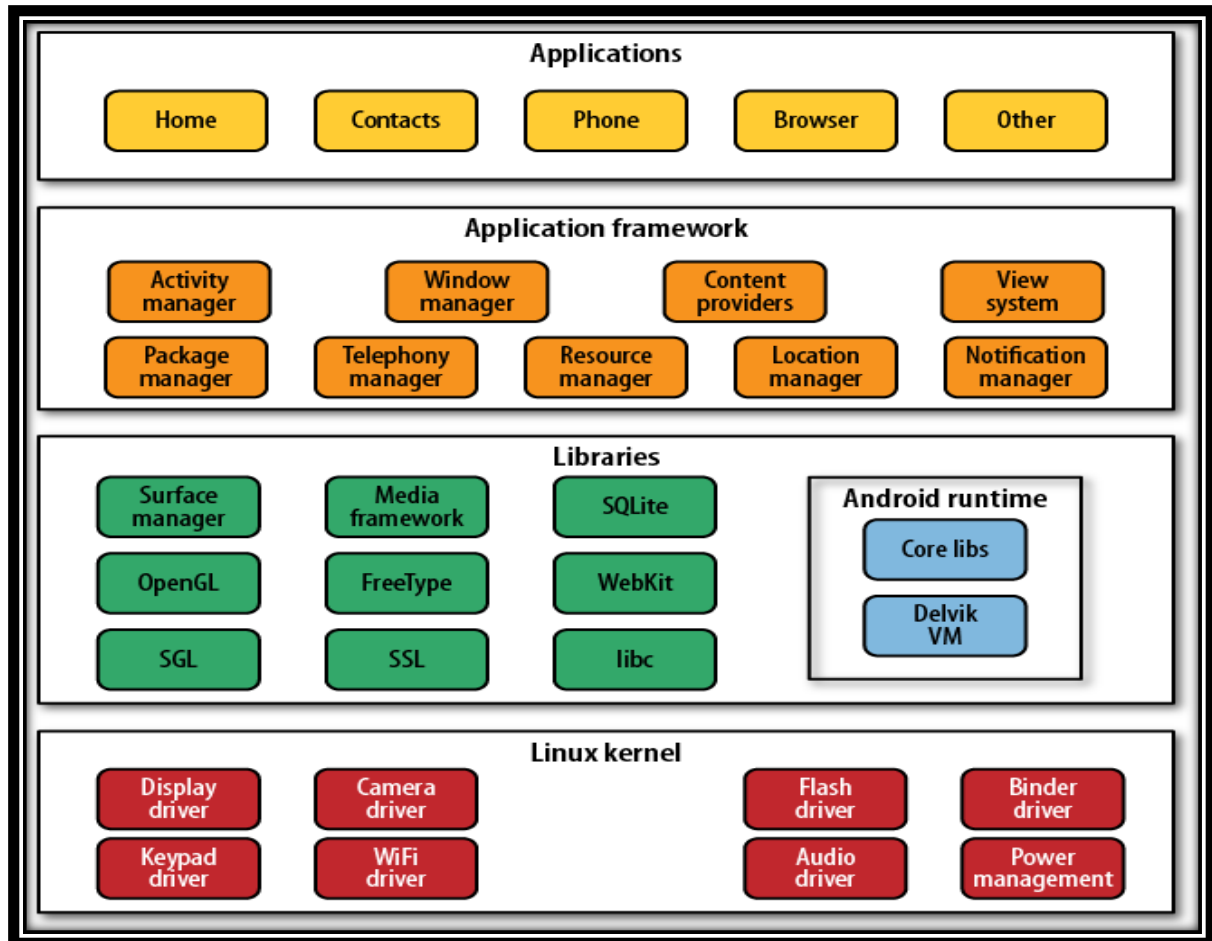 Applications
Home
Contacts
Phone
Browser
Other
Application framework
Activity
manager
Window
manager
Content
providers
View
system
Package
manager
Telephony
manager
Resource
manager
Location
manager
Notification
manager
Libraries
Surface
manager
Media
framework
SQLite
OpenGL
FreeType
WebKit
SGL
SSL
libc
Android runtime
Core libs
Delvik
VM
Linux kernel
Display
driver
Camera
driver
Flash
driver
Binder
driver
Keypad
driver
WiFi
driver
Audio
driver
Power
management